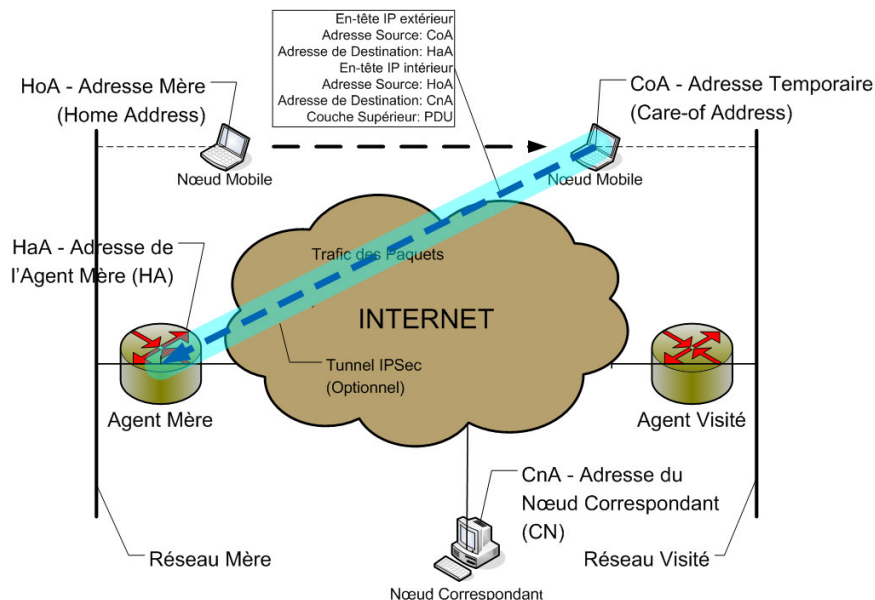 En-tête IP extérieur
Adresse Source: CoA
Adresse de Destination: HaA
En-tête IP intérieur
Adresse Source: HoA
Adresse de Destination: CnA
Couche Supérieur: PDU
HoA - Adresse Mère
(Home Address)
CoA - Adresse Temporaire
(Care-of Address)
Nœud Mobile
Nœud Mobile
HaA - Adresse de
l'Agent Mère (HA)
Trafic des Paquets
INTERNET
Tunnel IPSec
(Optionnel)
Agent Mère
Agent Visité
CnA - Adresse du
Nœud Correspondant
(CN)
Réseau Mère
Réseau Visité
Nœud Correspondant